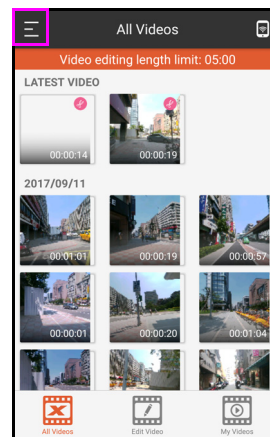 All Videos
Video editing length limit: 05:00
LATEST VIDEO
00:00:14
00:00:19
2017/09/11
00:01:01
00:00:19
00:00:57
00:00:01
00:00:20
00:01:04
All Videos
Edit Video
My Videos